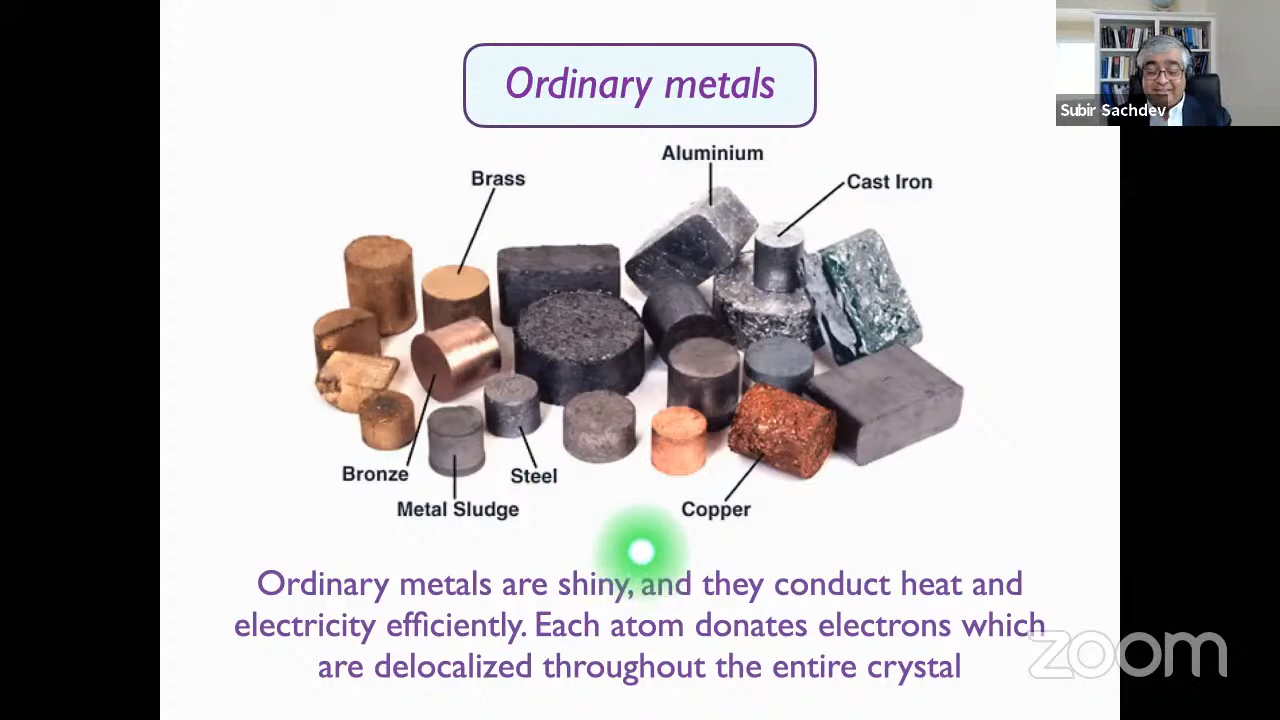 Ordinary metals
Subir Sachdev
Aluminium
Brass
Cast Iron
Bronze
Steel
Metal Sludge
Copper
Ordinary metals are shiny, and they conduct heat and
electricity efficiently. Each atom donates electrons which
are delocalized throughout the entire crystal
zoom